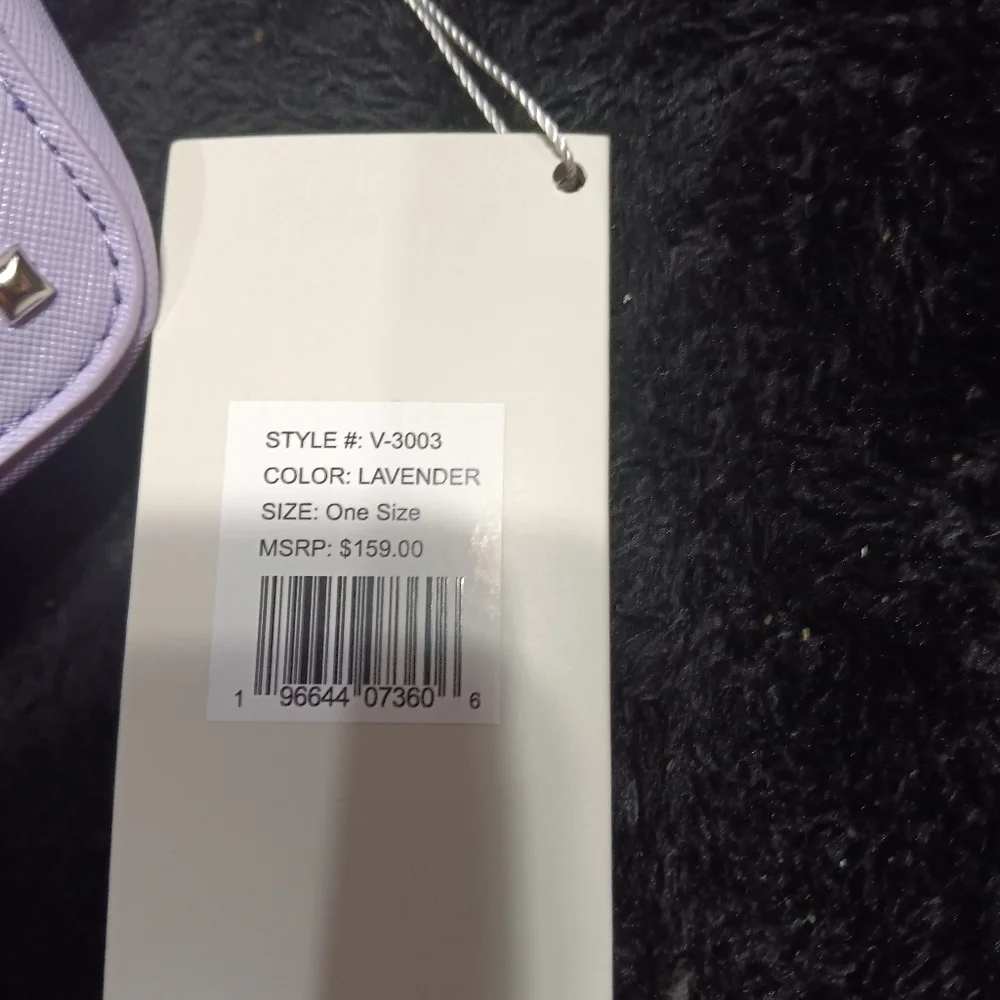 STYLE #: V-3003
COLOR: LAVENDER
SIZE: One Size
MSRP: $159.00
1 96644 07360 6